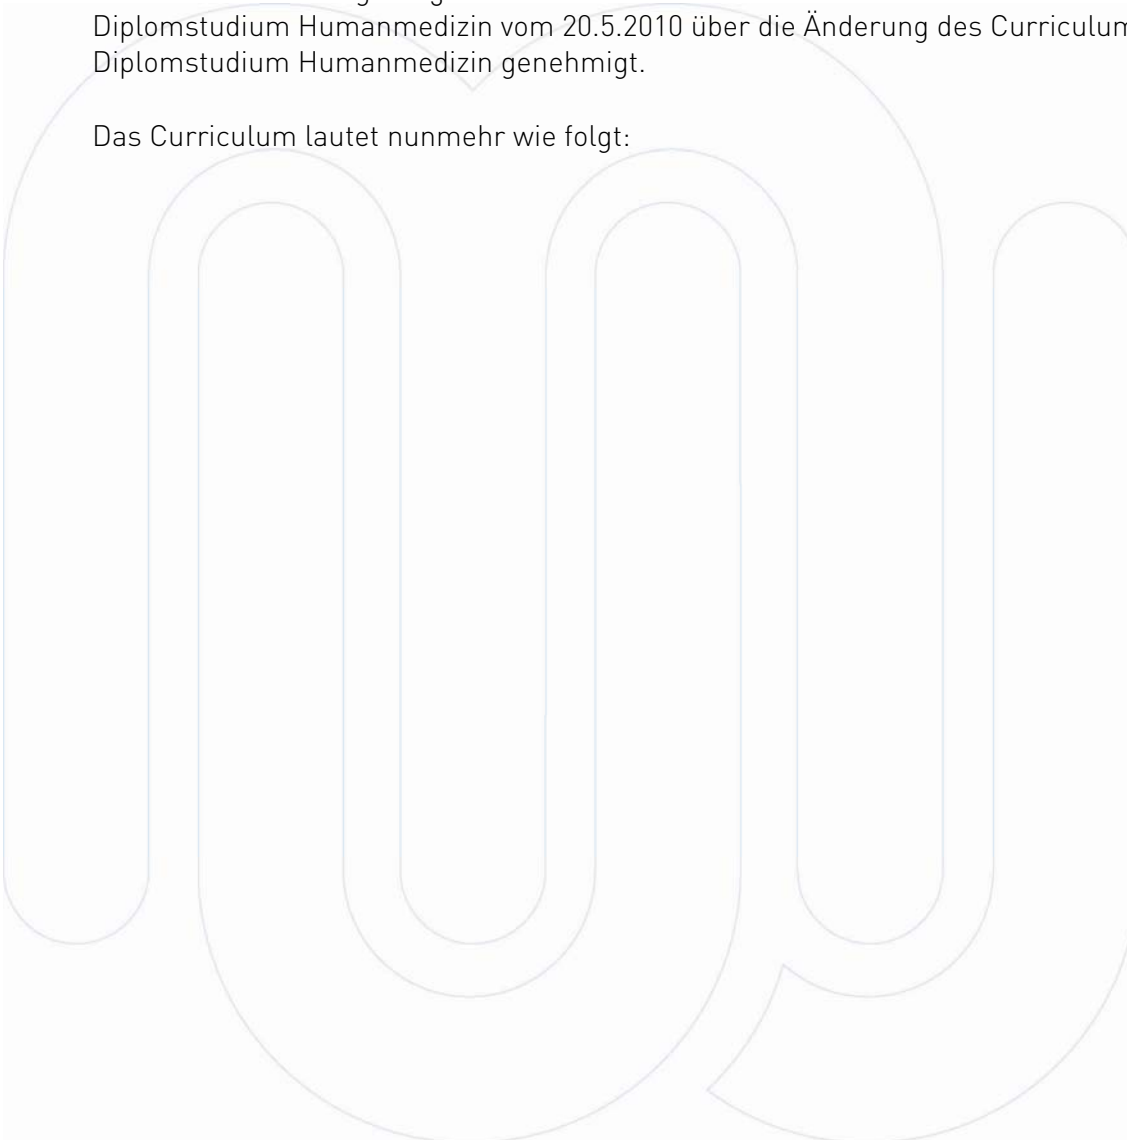 Diplomstudium Humanmedizin vom 20.5.2010 über die Änderung des Curriculum
Diplomstudium Humanmedizin genehmigt.
Das Curriculum lautet nunmehr wie folgt: